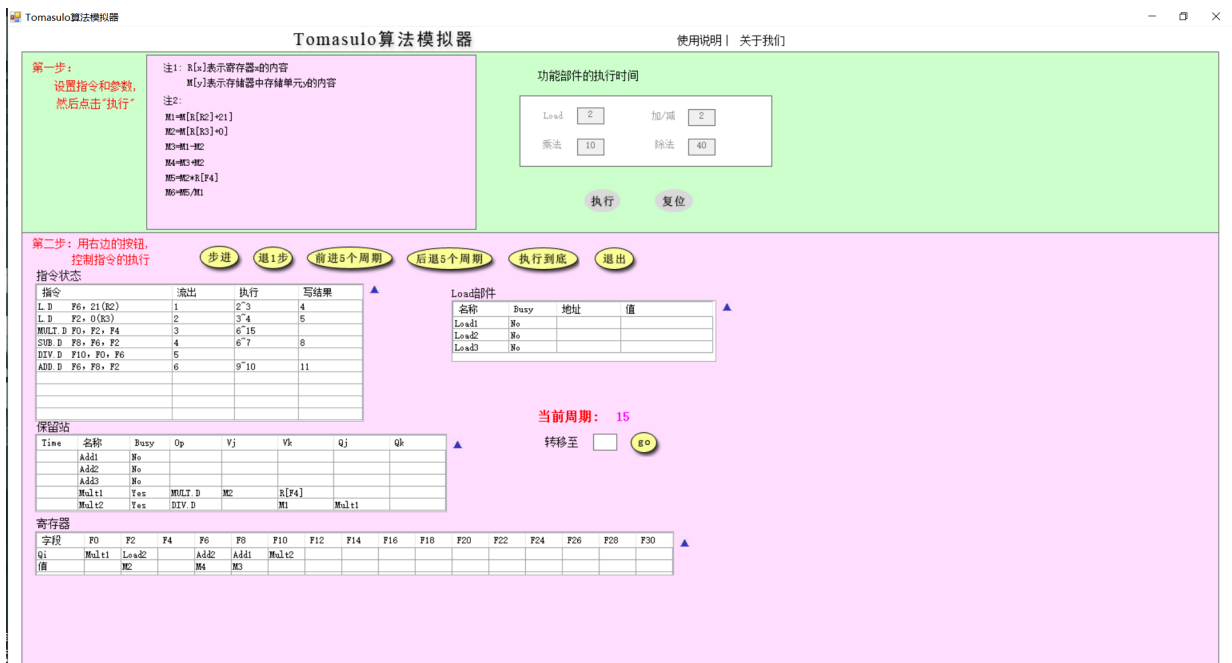 Tomasulo算法模拟器
Tomasulo算法模拟器
使用说明| 关于我们
第一步:
设置指令和参数,
然后点击"执行"
注1: R[x]表示寄存器x的内容
M[y]表示存储器中存储单元y的内容
注2:
M1=M[R[R2]+21]
M2=M[R[R3]+0]
M3=M1-M2
M4=M3+M2
M5=M2*R[F4]
M6=M5/M1
功能部件的执行时间
Load 2 加/减 2
乘法 10 除法 40
执行 复位
第二步: 用右边的按钮,
控制指令的执行
步进 退1步 前进5个周期 后退5个周期 执行到底 退出
指令状态
指令 流出 执行 写结果
L.D F6, 21(R2) 1 2~3 4
L.D F2, 0(R3) 2 3~4 5
MULT.D F0, F2, F4 3 6~15
SUB.D F8, F6, F2 4 6~7 8
DIV.D F10, F0, F6 5
ADD.D F6, F8, F2 6 9~10 11
Load部件
名称 Busy 地址 值
Load1 No
Load2 No
Load3 No
当前周期: 15
转移至 go
保留站
Time 名称 Busy Op Vj Vk Qj Qk
Add1 No
Add2 No
Add3 No
Mult1 Yes MULT.D M2 R[F4]
Mult2 Yes DIV.D M1 Mult1
寄存器
字段 F0 F2 F4 F6 F8 F10 F12 F14 F16 F18 F20 F22 F24 F26 F28 F30
Qi Mult1 Load2 Add2 Add1 Mult2
值 M2 M4 M3